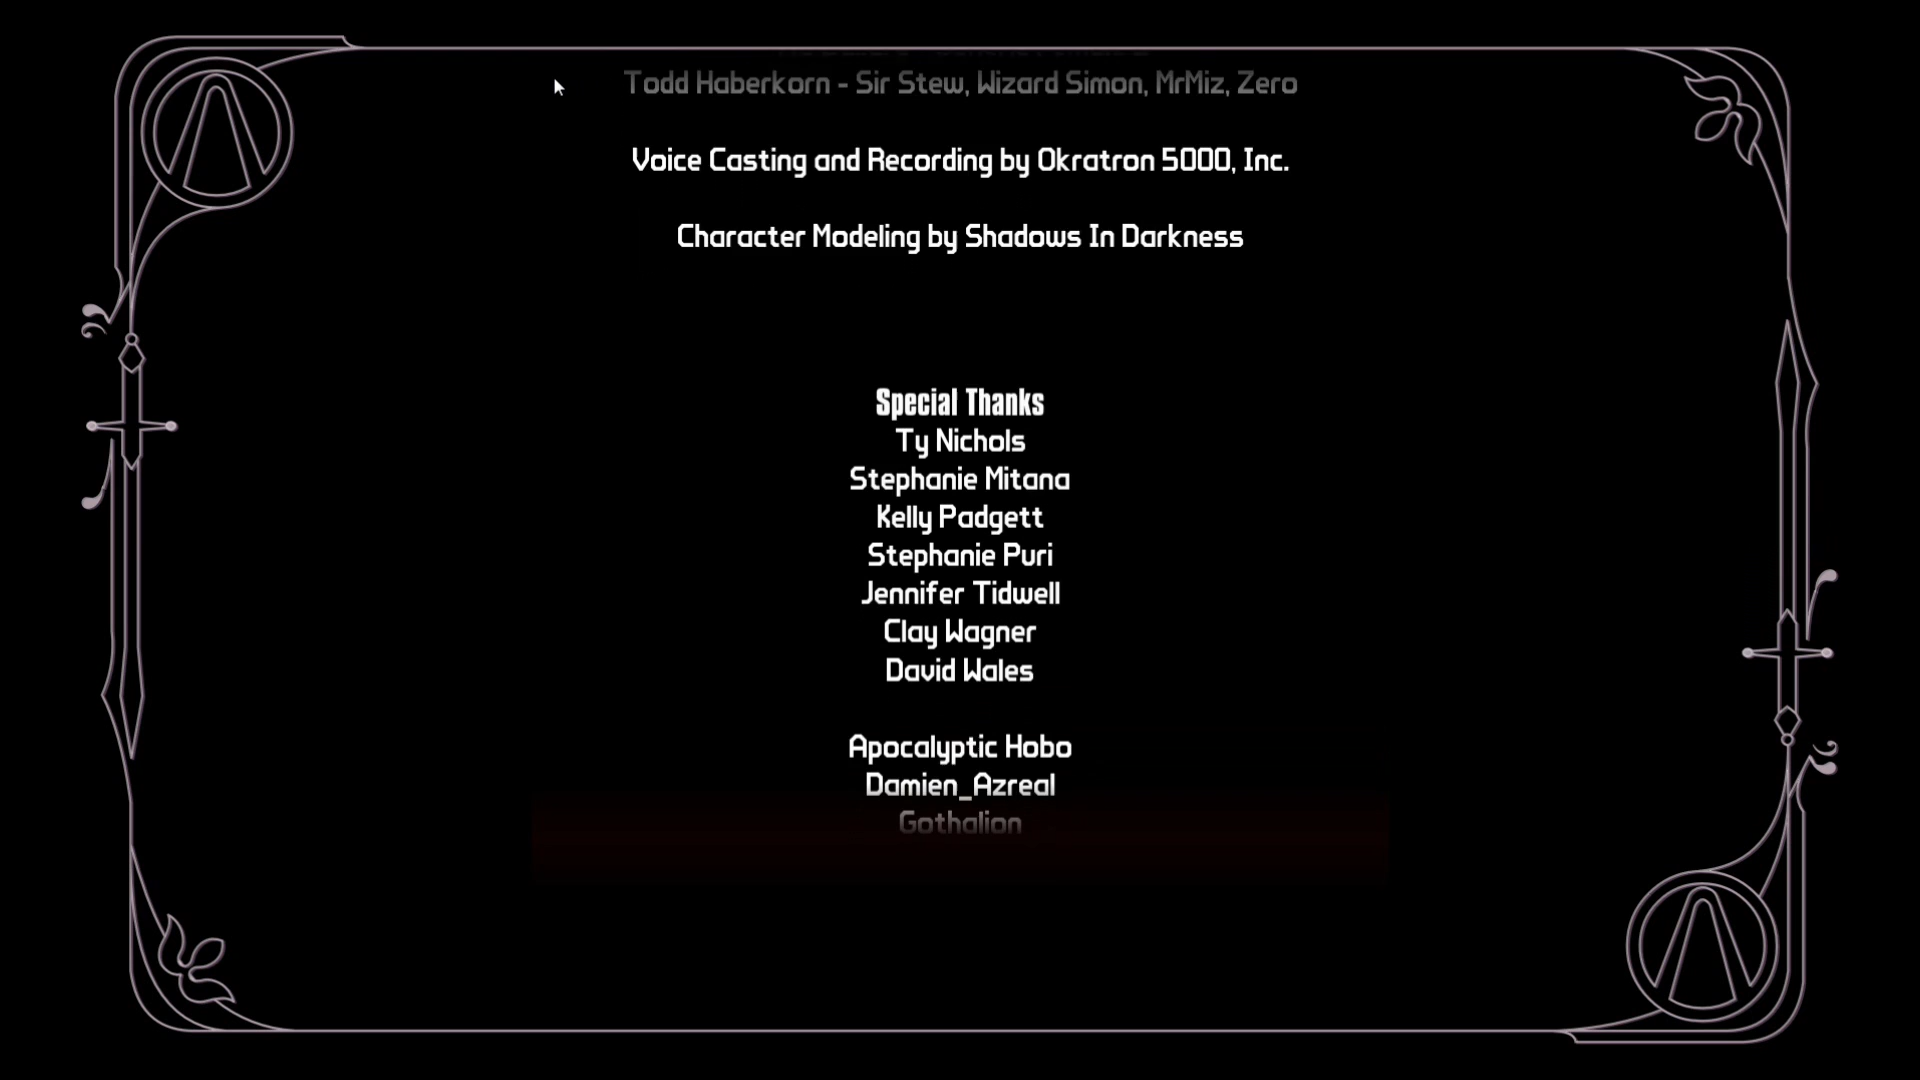 Todd Haberkorn - Sir Stew, Wizard Simon, MrMiz, Zero
Voice Casting and Recording by Okratron 5000, Inc.
Character Modeling by Shadows In Darkness
Special Thanks
Ty Nichols
Stephanie Mitana
Kelly Padgett
Stephanie Puri
Jennifer Tidwell
Clay Wagner
David Wales
Apocalyptic Hobo
Damien_Azreal
Gothalion